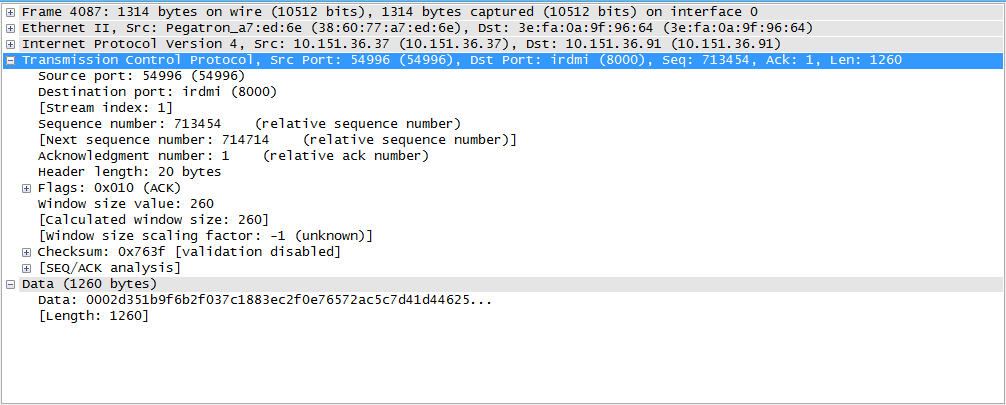 Frame 4087: 1314 bytes on wire (10512 bits), 1314 bytes captured (10512 bits) on interface 0
Ethernet II, Src: Pegatron_a7:ed:6e (38:60:77:a7:ed:6e), Dst: 3e:fa:0a:9f:96:64 (3e:fa:0a:9f:96:64)
Internet Protocol Version 4, Src: 10.151.36.37 (10.151.36.37), Dst: 10.151.36.91 (10.151.36.91)
Transmission Control Protocol, Src Port: 54996 (54996), Dst Port: irdmi (8000), Seq: 713454, Ack: 1, Len: 1260
Source port: 54996 (54996)
Destination port: irdmi (8000)
[Stream index: 1]
Sequence number: 713454    (relative sequence number)
[Next sequence number: 714714    (relative sequence number)]
Acknowledgment number: 1    (relative ack number)
Header length: 20 bytes
Flags: 0x010 (ACK)
Window size value: 260
[Calculated window size: 260]
[Window size scaling factor: -1 (unknown)]
Checksum: 0x763f [validation disabled]
[SEQ/ACK analysis]
Data (1260 bytes)
Data: 0002d351b9f6b2f037c1883ec2f0e76572ac5c7d41d44625...
[Length: 1260]